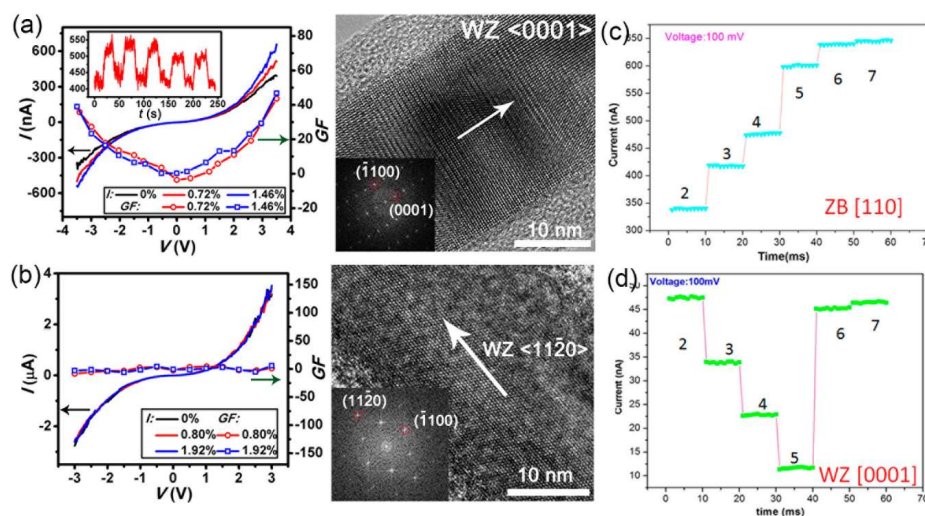 (a)
600
300
0
-300
-600
I (nA)
550
500
450
400
0 50 100 150 200 250
t (s)
80
60
40
20
0
-20
GF
I: 0% 0.72% 1.46%
GF: 0.72% 1.46%
-4 -3 -2 -1 0 1 2 3 4
V (V)
WZ <0001>
(1̄100)
(0001)
10 nm
(c)
Voltage:100 mV
650
600
550
500
450
400
350
300
Current(nA)
2
3
4
5
6
7
ZB [110]
0 10 20 30 40 50 60 70
Time(ms)
(b)
4
2
0
-2
I (μA)
150
100
50
0
-50
-100
-150
GF
I: GF:
0%
0.80% 0.80%
1.92% 1.92%
-3 -2 -1 0 1 2 3
V (V)
WZ <112̄0>
(112̄0)
(1̄100)
10 nm
(d)
Voltage:100mV
45
40
35
30
25
20
15
10
Current (nA)
2
3
4
5
6
7
WZ [0001]
0 10 20 30 40 50 60 70
time (ms)